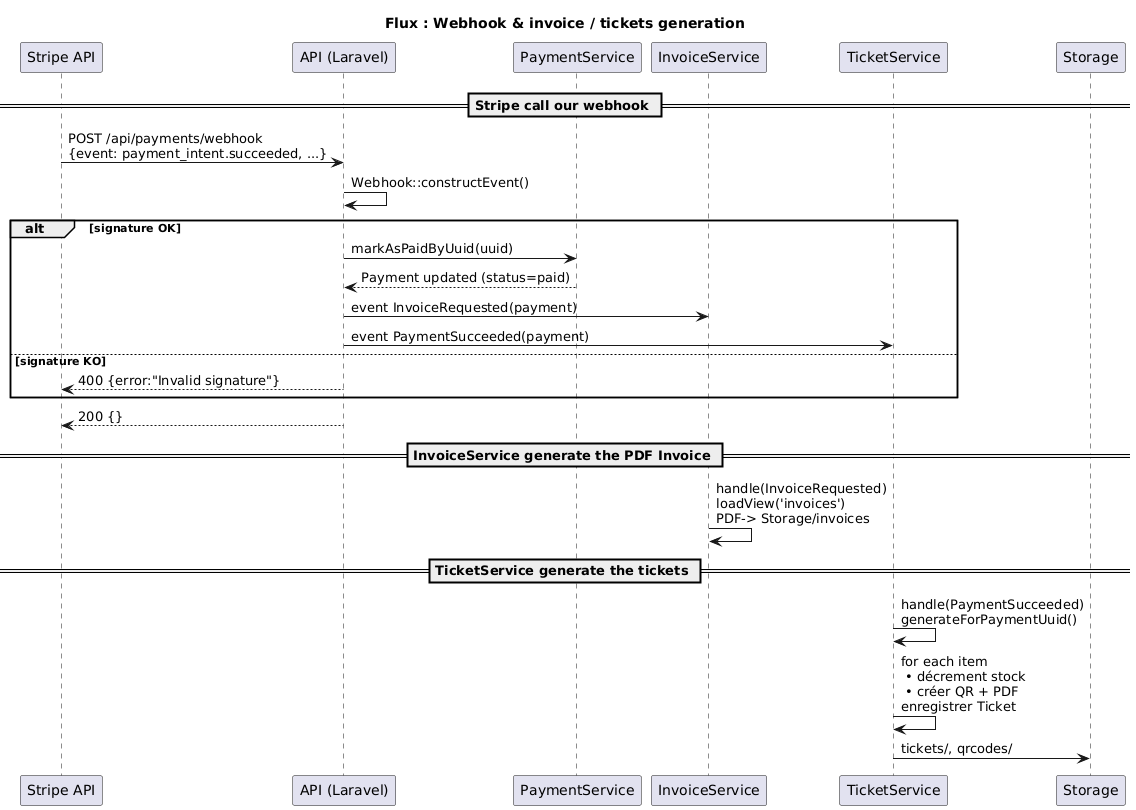 Flux : Webhook & invoice / tickets generation
Stripe API
API (Laravel)
PaymentService
InvoiceService
TicketService
Storage
Stripe call our webhook
POST /api/payments/webhook
{event: payment_intent.succeeded, ...}
Webhook::constructEvent()
alt
[signature OK]
markAsPaidByUuid(uuid)
Payment updated (status=paid)
event InvoiceRequested(payment)
event PaymentSucceeded(payment)
[signature KO]
400 {error:"Invalid signature"}
200 {}
InvoiceService generate the PDF Invoice
handle(InvoiceRequested)
loadView('invoices')
PDF-> Storage/invoices
TicketService generate the tickets
handle(PaymentSucceeded)
generateForPaymentUuid()
for each item
• décrement stock
• créer QR + PDF
enregistrer Ticket
tickets/, qrcodes/
Stripe API
API (Laravel)
PaymentService
InvoiceService
TicketService
Storage